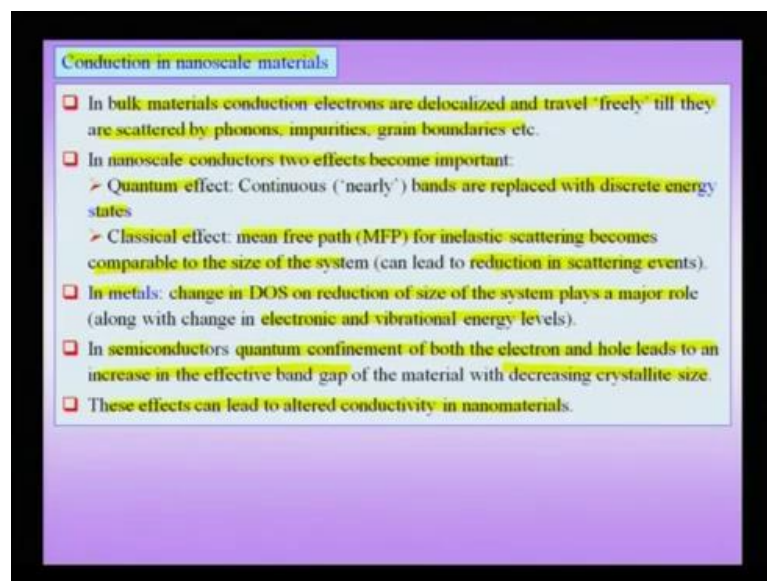 Conduction in nanoscale materials
❑ In bulk materials conduction electrons are delocalized and travel 'freely' till they
are scattered by phonons, impurities, grain boundaries etc.
❑ In nanoscale conductors two effects become important:
➢ Quantum effect: Continuous ('nearly') bands are replaced with discrete energy
states
➢ Classical effect: mean free path (MFP) for inelastic scattering becomes
comparable to the size of the system (can lead to reduction in scattering events).
❑ In metals: change in DOS on reduction of size of the system plays a major role
(along with change in electronic and vibrational energy levels).
❑ In semiconductors quantum confinement of both the electron and hole leads to an
increase in the effective band gap of the material with decreasing crystallite size.
❑ These effects can lead to altered conductivity in nanomaterials.